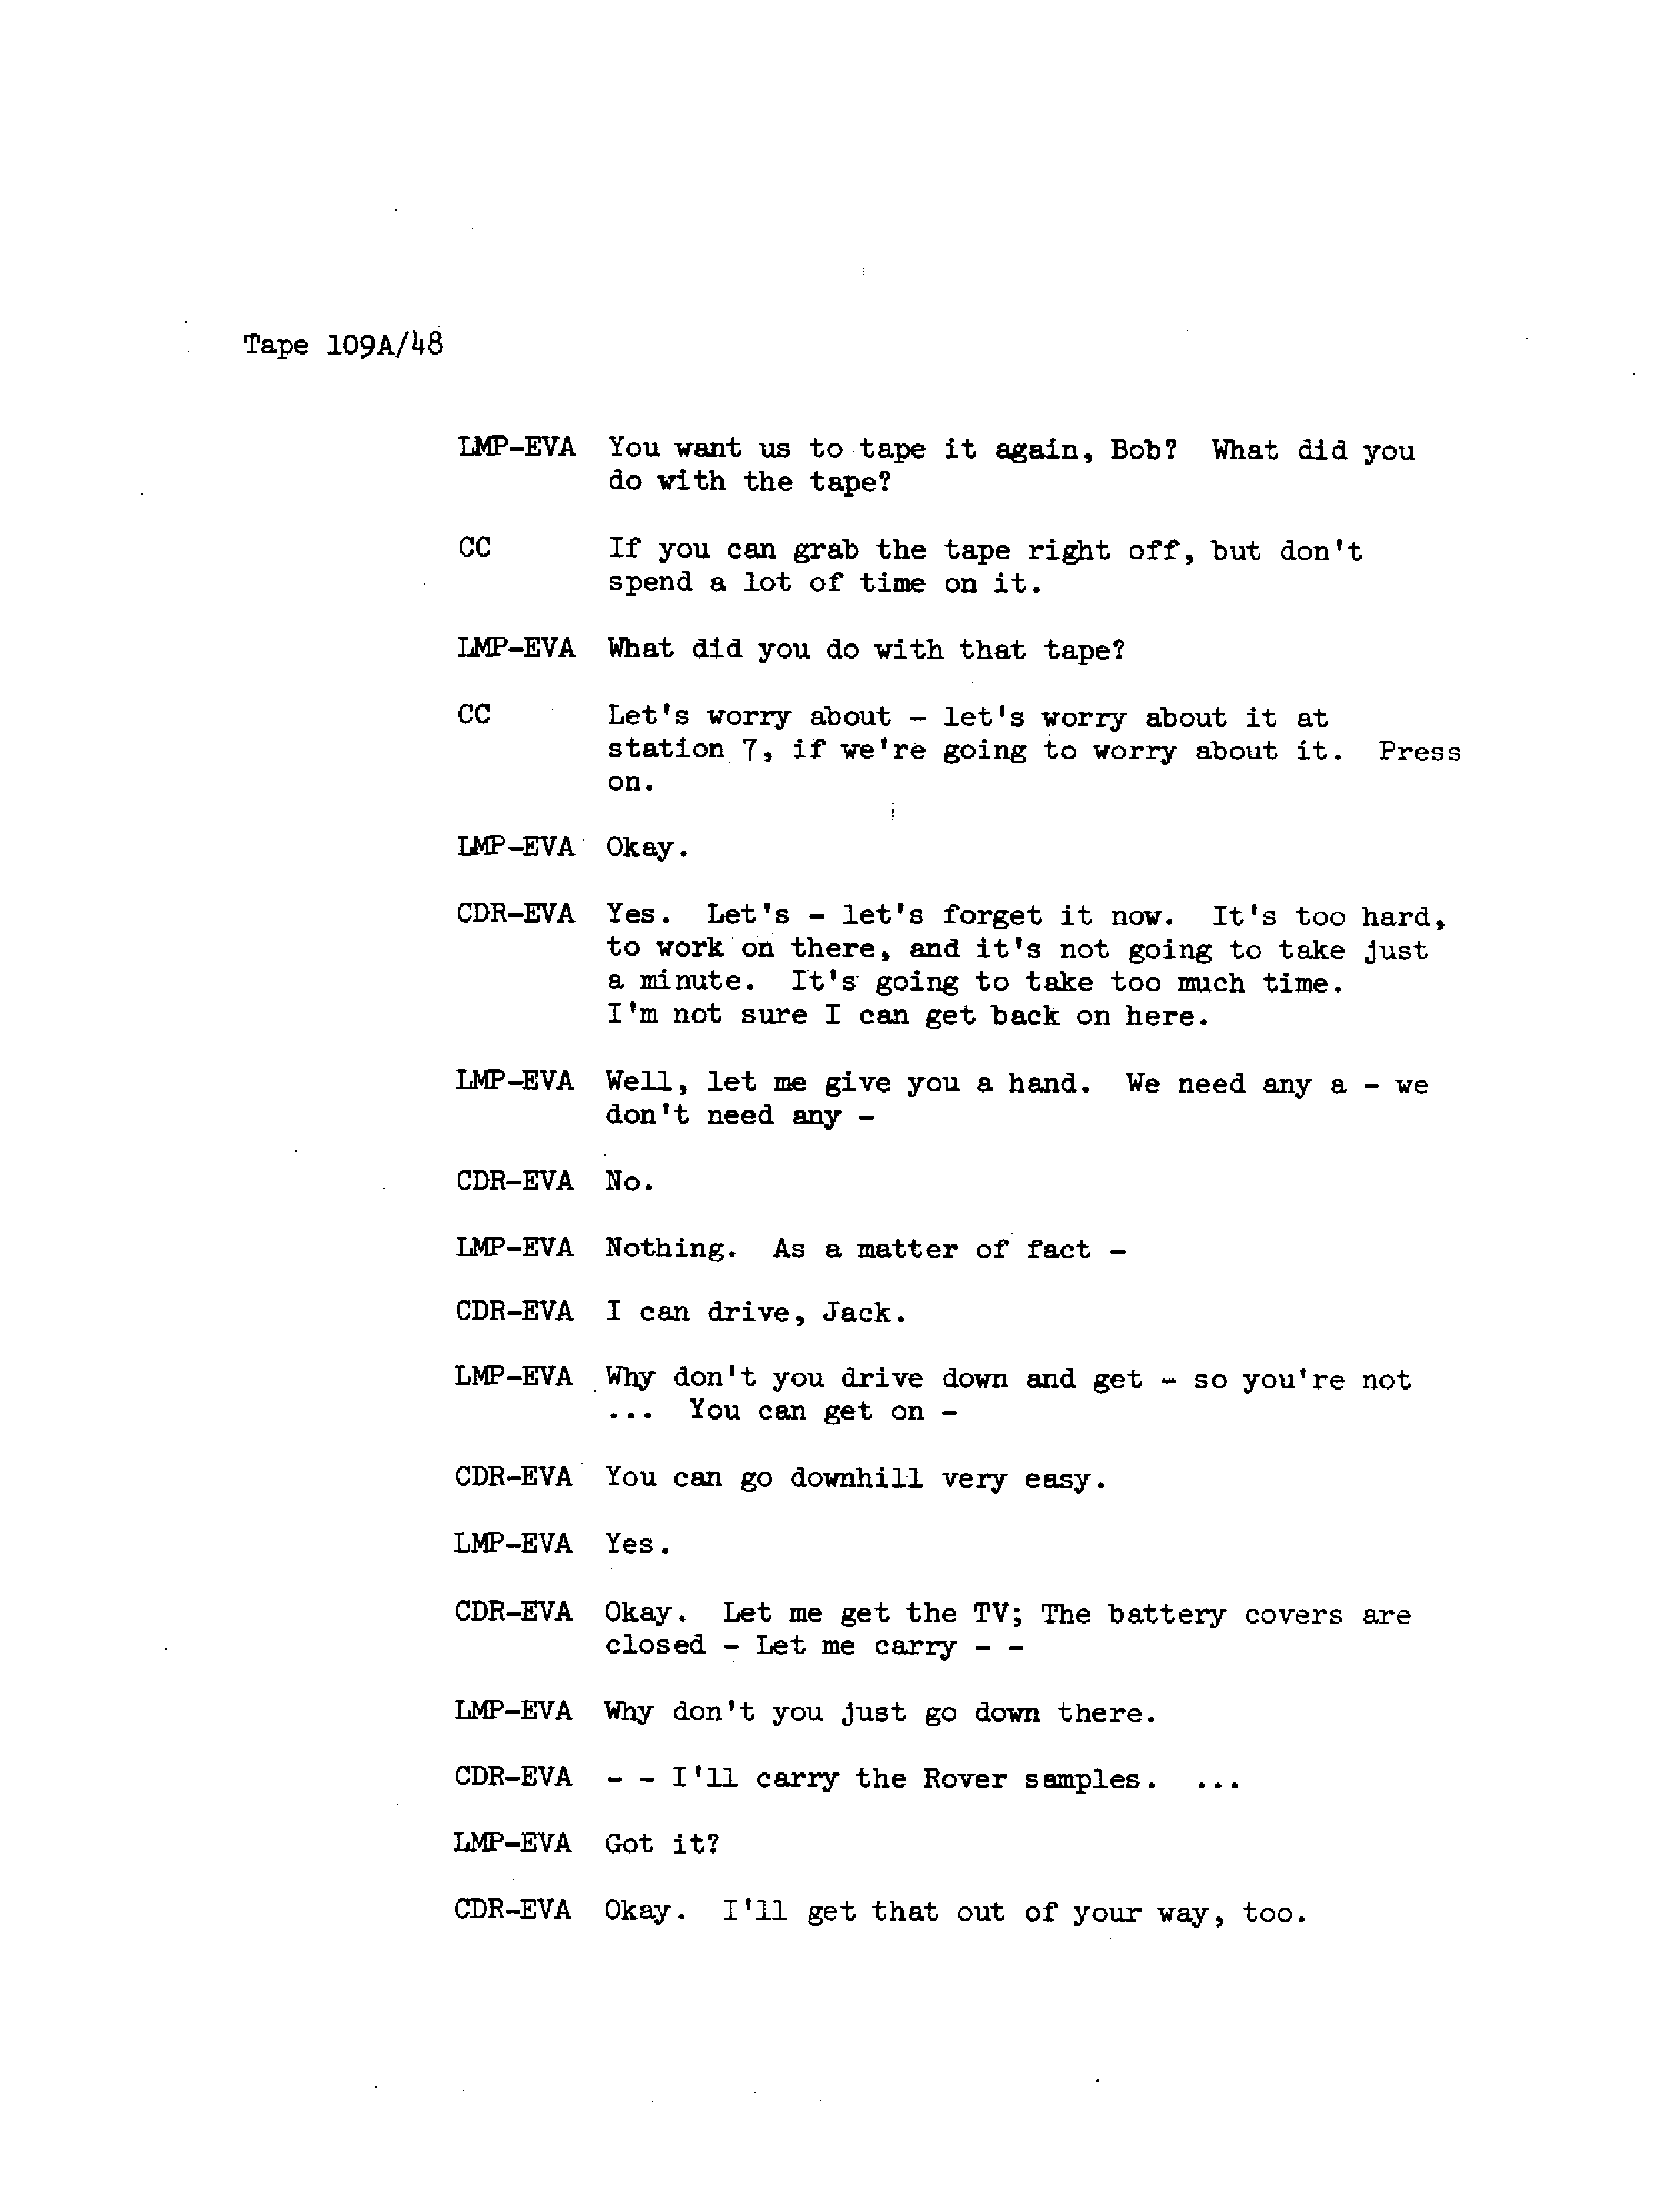 Tape 109A/48
LMP-EVA You want us to tape it again, Bob? What did you
do with the tape?
CC If you can grab the tape right off, but don't
spend a lot of time on it.
LMP-EVA What did you do with that tape?
CC Let's worry about - let's worry about it at
station 7, if we're going to worry about it. Press
on.
LMP-EVA Okay.
CDR-EVA Yes. Let's - let's forget it now. It's too hard,
to work on there, and it's not going to take just
a minute. It's going to take too much time.
I'm not sure I can get back on here.
LMP-EVA Well, let me give you a hand. We need any a - we
don't need any -
CDR-EVA No.
LMP-EVA Nothing. As a matter of fact -
CDR-EVA I can drive, Jack.
LMP-EVA Why don't you drive down and get - so you're not
... You can get on -
CDR-EVA You can go downhill very easy.
LMP-EVA Yes.
CDR-EVA Okay. Let me get the TV; The battery covers are
closed - Let me carry - -
LMP-EVA Why don't you just go down there.
CDR-EVA - - I'll carry the Rover samples. ...
LMP-EVA Got it?
CDR-EVA Okay. I'll get that out of your way, too.